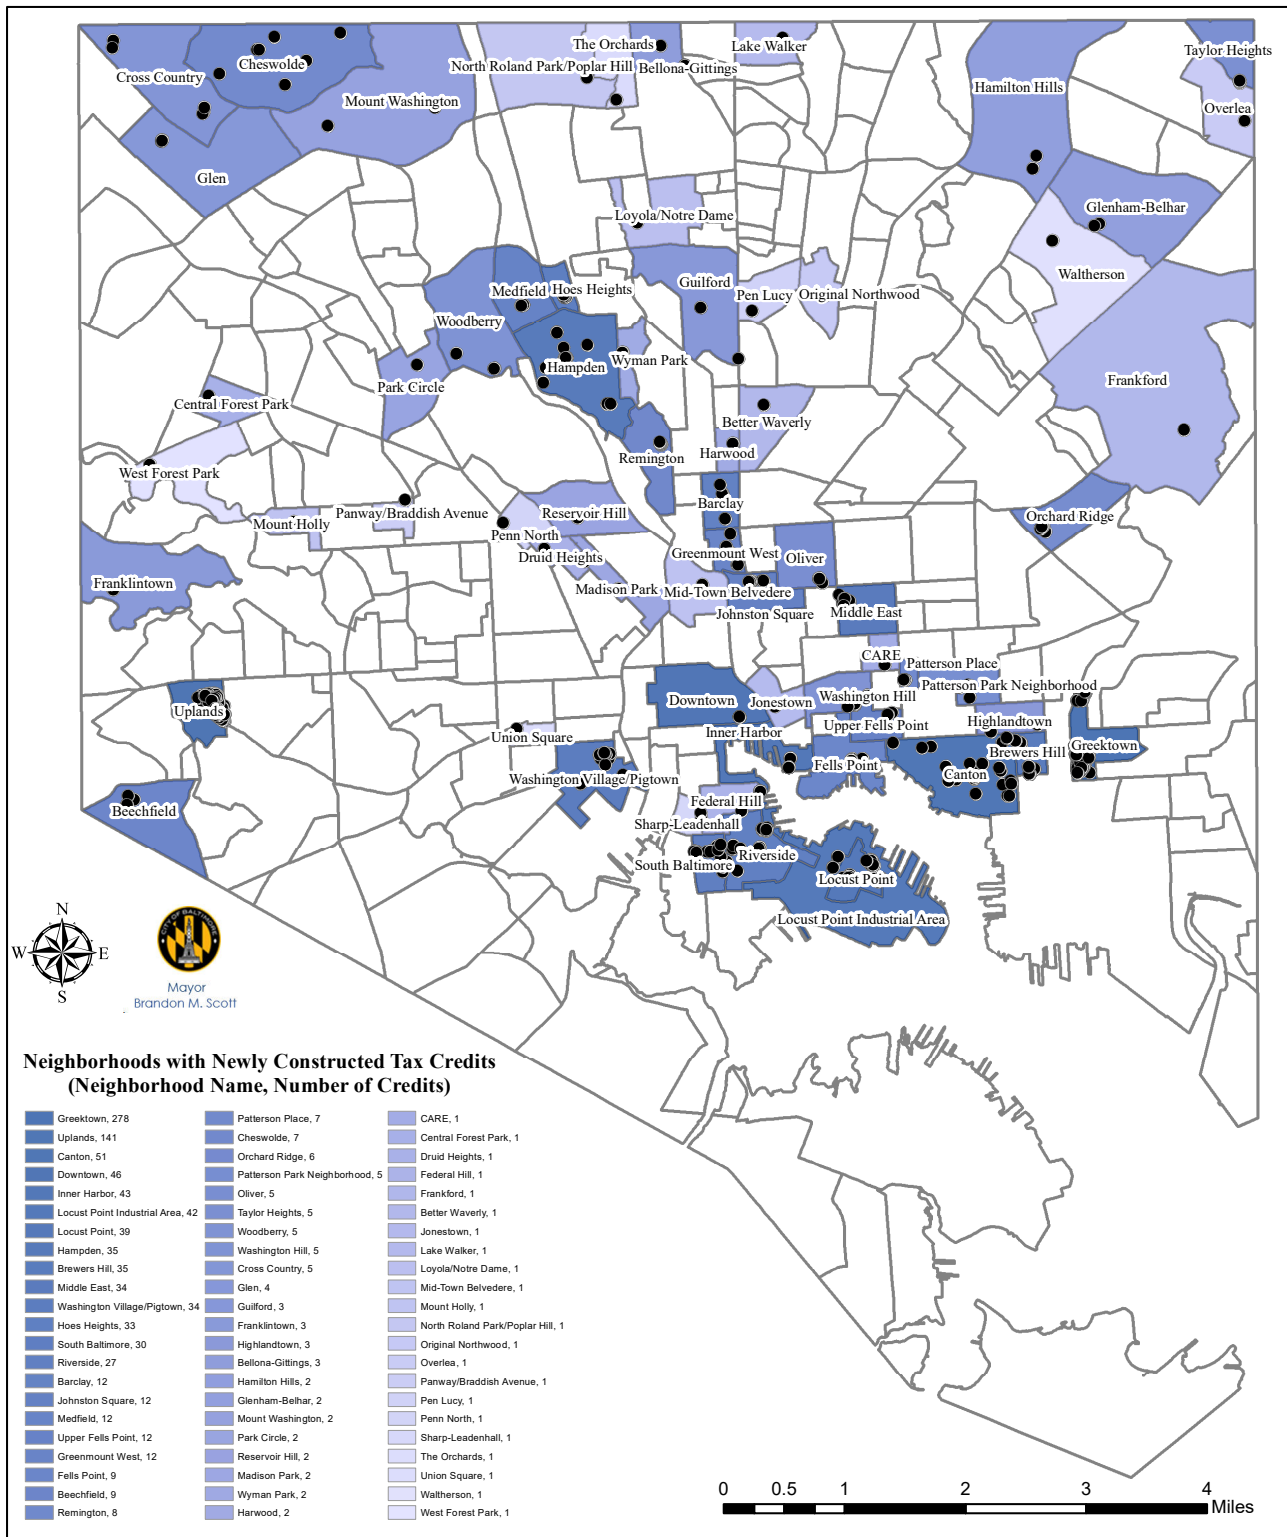 The Orchards
Lake Walker
Taylor Heights
Cheswolde
Cross Country
North Roland Park/Poplar Hill
Bellona-Gittings
Hamilton Hills
Mount Washington
Overlea
Glen
Loyola/Notre Dame
Glenham-Belhar
Waltherson
Medfield
Hoes Heights
Guilford
Pen Lucy
Original Northwood
Woodberry
Hampden
Wyman Park
Park Circle
Frankford
Central Forest Park
Better Waverly
Remington
Harwood
West Forest Park
Barclay
Mount Holly
Panway/Braddish Avenue
Reservoir Hill
Orchard Ridge
Penn North
Druid Heights
Greenmount West
Oliver
Franklintown
Madison Park
Mid-Town Belvedere
Johnston Square
Middle East
CARE
Patterson Place
Patterson Park Neighborhood
Downtown
Jonestown
Washington Hill
Uplands
Upper Fells Point
Highlandtown
Union Square
Inner Harbor
Brewers Hill
Greektown
Washington Village/Pigtown
Fells Point
Canton
Beechfield
Federal Hill
Sharp-Leadenhall
South Baltimore
Riverside
Locust Point
Locust Point Industrial Area
N
W
E
S
CITY OF BALTIMORE
Mayor
Brandon M. Scott
Neighborhoods with Newly Constructed Tax Credits
(Neighborhood Name, Number of Credits)
Greektown, 278
Uplands, 141
Canton, 51
Downtown, 46
Inner Harbor, 43
Locust Point Industrial Area, 42
Locust Point, 39
Hampden, 35
Brewers Hill, 35
Middle East, 34
Washington Village/Pigtown, 34
Hoes Heights, 33
South Baltimore, 30
Riverside, 27
Barclay, 12
Johnston Square, 12
Medfield, 12
Upper Fells Point, 12
Greenmount West, 12
Fells Point, 9
Beechfield, 9
Remington, 8
Patterson Place, 7
Cheswolde, 7
Orchard Ridge, 6
Patterson Park Neighborhood, 5
Oliver, 5
Taylor Heights, 5
Woodberry, 5
Washington Hill, 5
Cross Country, 5
Glen, 4
Guilford, 3
Franklintown, 3
Highlandtown, 3
Bellona-Gittings, 3
Hamilton Hills, 2
Glenham-Belhar, 2
Mount Washington, 2
Park Circle, 2
Reservoir Hill, 2
Madison Park, 2
Wyman Park, 2
Harwood, 2
CARE, 1
Central Forest Park, 1
Druid Heights, 1
Federal Hill, 1
Frankford, 1
Better Waverly, 1
Jonestown, 1
Lake Walker, 1
Loyola/Notre Dame, 1
Mid-Town Belvedere, 1
Mount Holly, 1
North Roland Park/Poplar Hill, 1
Original Northwood, 1
Overlea, 1
Panway/Braddish Avenue, 1
Pen Lucy, 1
Penn North, 1
Sharp-Leadenhall, 1
The Orchards, 1
Union Square, 1
Waltherson, 1
West Forest Park, 1
0 0.5 1 2 3 4
Miles